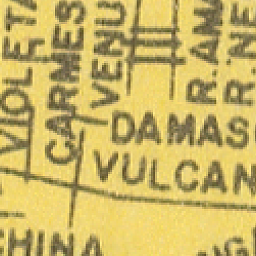 VIOLETA
CARMES
VENU
R. AMA
R. NE
DAMASC
VULCAN
CHINA